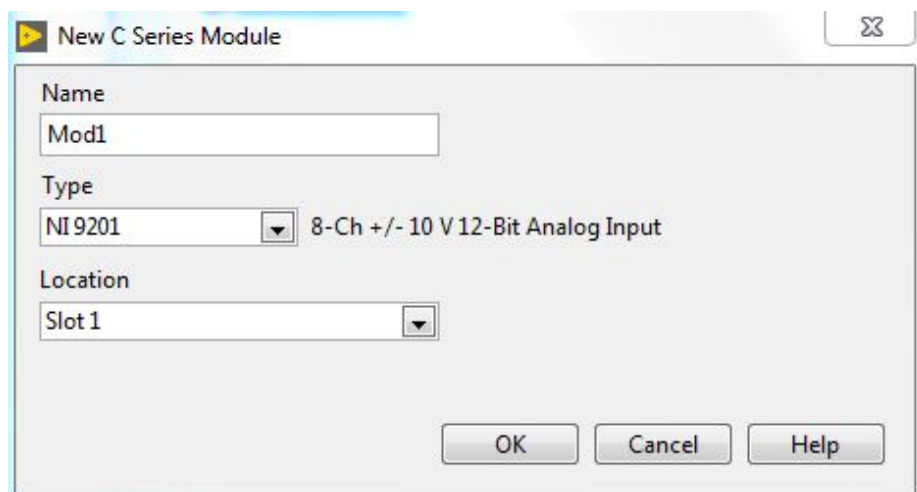 New C Series Module
Name
Mod1
Type
NI 9201 8-Ch +/- 10 V 12-Bit Analog Input
Location
Slot 1
OK Cancel Help